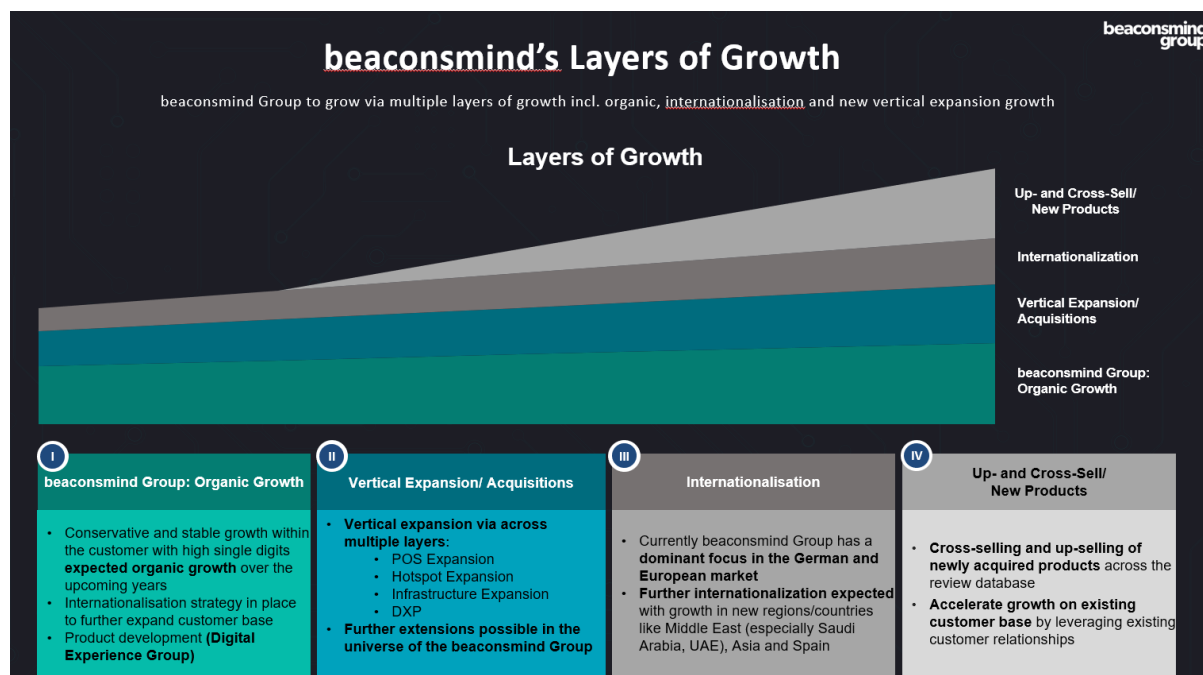 beaconsmind
group
beaconsmind's Layers of Growth
beaconsmind Group to grow via multiple layers of growth incl. organic, internationalisation and new vertical expansion growth
Layers of Growth
Up- and Cross-Sell/
New Products
Internationalization
Vertical Expansion/
Acquisitions
beaconsmind Group:
Organic Growth
I
beaconsmind Group: Organic Growth
• Conservative and stable growth within
the customer with high single digits
expected organic growth over the
upcoming years
• Internationalisation strategy in place
to further expand customer base
• Product development (Digital
Experience Group)
II
Vertical Expansion/ Acquisitions
• Vertical expansion via across
multiple layers:
• POS Expansion
• Hotspot Expansion
• Infrastructure Expansion
• DXP
• Further extensions possible in the
universe of the beaconsmind Group
III
Internationalisation
• Currently beaconsmind Group has a
dominant focus in the German and
European market
• Further internationalization expected
with growth in new regions/countries
like Middle East (especially Saudi
Arabia, UAE), Asia and Spain
IV
Up- and Cross-Sell/
New Products
• Cross-selling and up-selling of
newly acquired products across the
review database
• Accelerate growth on existing
customer base by leveraging existing
customer relationships